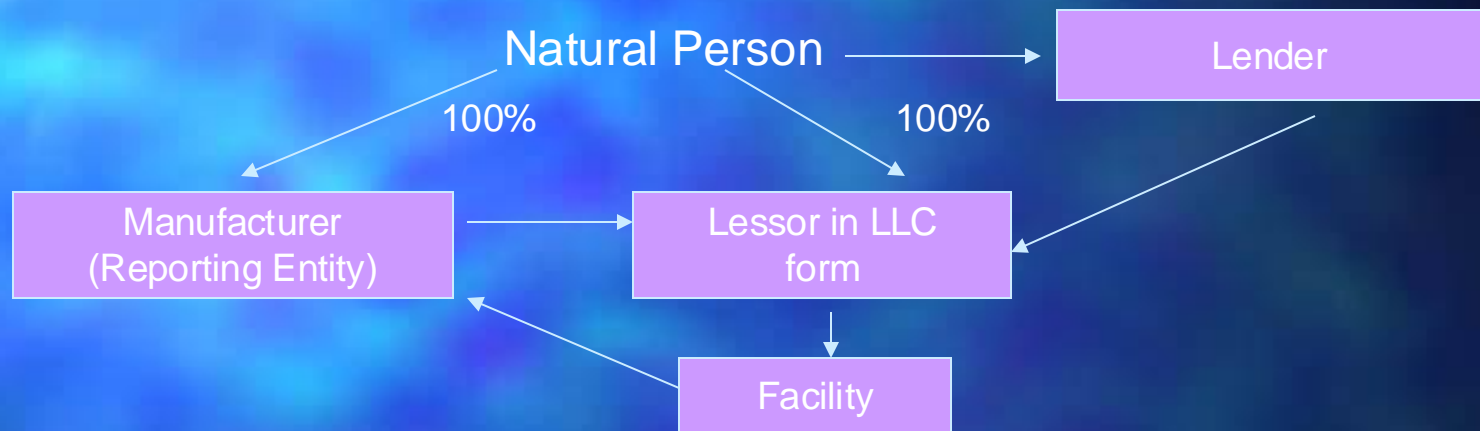 Natural Person
Lender
100%
100%
Manufacturer
(Reporting Entity)
Lessor in LLC
form
Facility